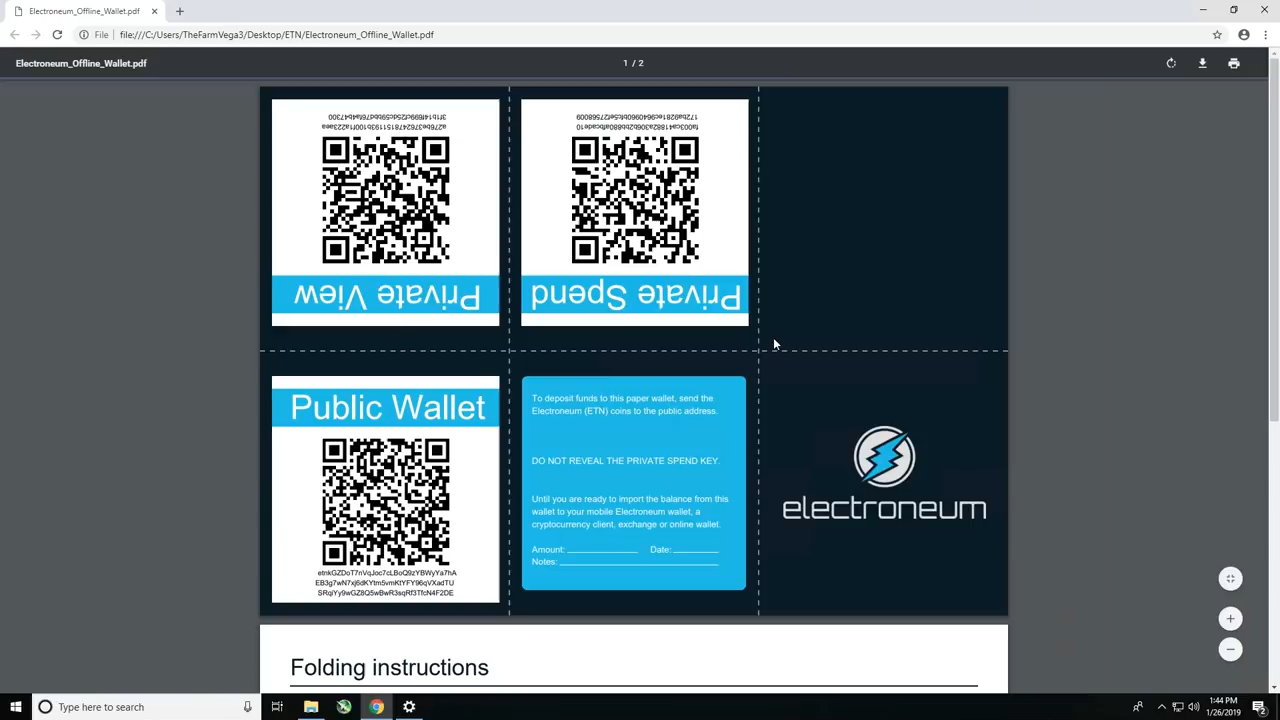 Electroneum_Offline_Wallet.pdf
File
file:///C:/Users/TheFarmVega3/Desktop/ETN/Electroneum_Offline_Wallet.pdf
Electroneum_Offline_Wallet.pdf
1 / 2
Private View
Private Spend
Public Wallet
To deposit funds to this paper wallet, send the
Electroneum (ETN) coins to the public address.
DO NOT REVEAL THE PRIVATE SPEND KEY.
Until you are ready to import the balance from this
wallet to your mobile Electroneum wallet, a
cryptocurrency client, exchange or online wallet.
Amount: Date:
Notes:
electroneum
Folding instructions
Type here to search
1:44 PM
1/26/2019